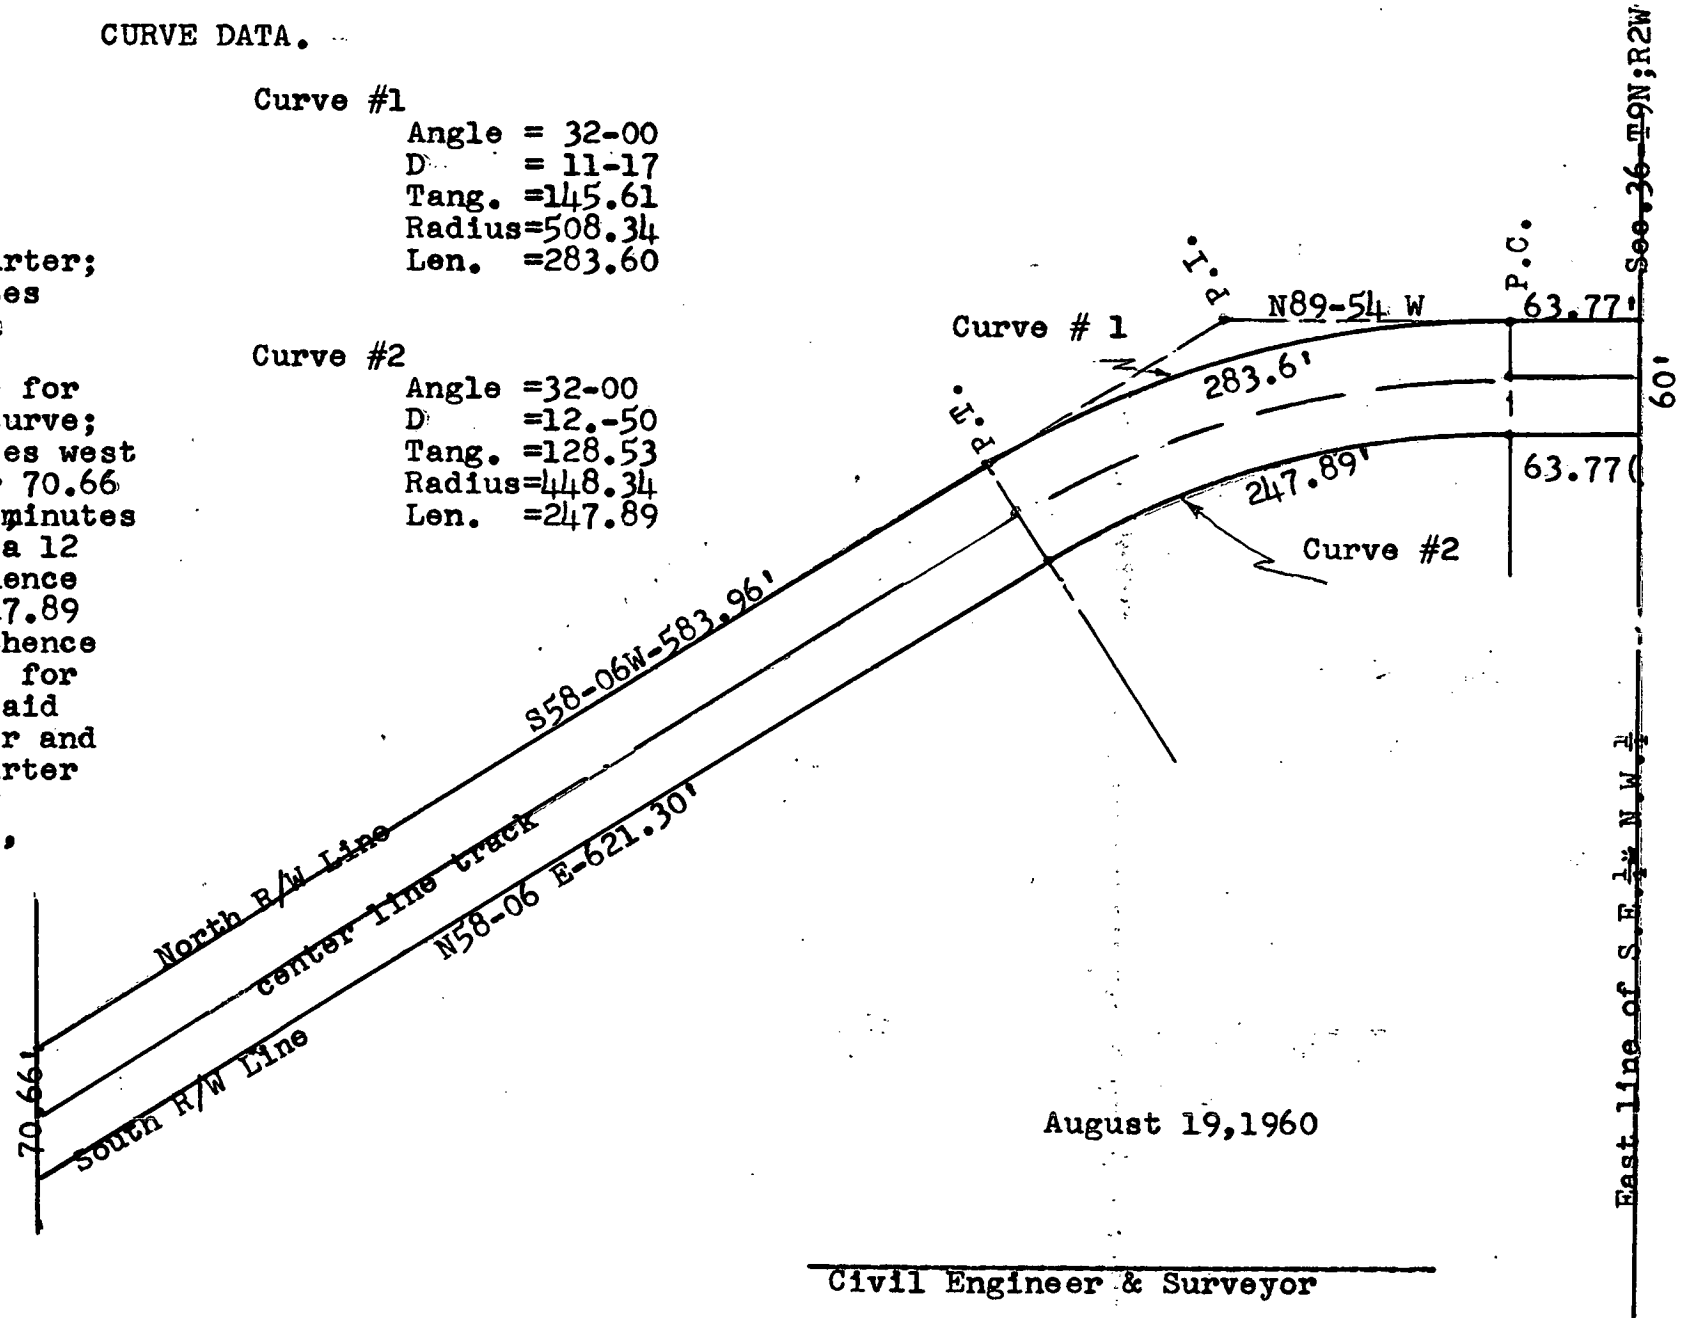 CURVE DATA.
Curve #1
Angle = 32-00
D = 11-17
Tang. =145.61
Radius=508.34
Len. =283.60
Curve #2
Angle =32-00
D =12.-50
Tang. =128.53
Radius=448.34
Len. =247.89
rter;
es
for
urve;
es west
70.66
minutes
a 12
ence
7.89
hence
for
aid
r and
rter
,
Sec.36-T9N;R2W
P.C.
P.I.
N89-54 W
63.77'
Curve # 1
283.6'
60'
P.T.
247.89'
63.77(
Curve #2
S58-06W-583.96'
North R/W Line
center line track
N58-06 E-621.30'
South R/W Line
70.66'
East line of S.E.¼ N.W.¼
August 19,1960
Civil Engineer & Surveyor